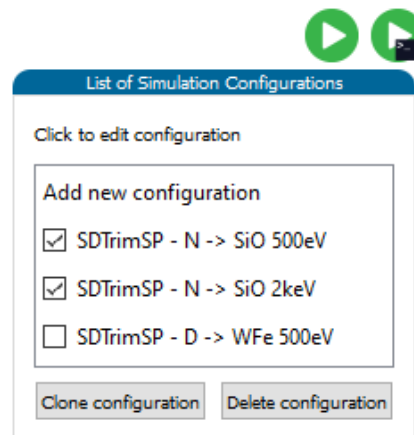 >_
List of Simulation Configurations
Click to edit configuration
Add new configuration
SDTrimSP - N -> SiO 500eV
SDTrimSP - N -> SiO 2keV
SDTrimSP - D -> WFe 500eV
Clone configuration Delete configuration